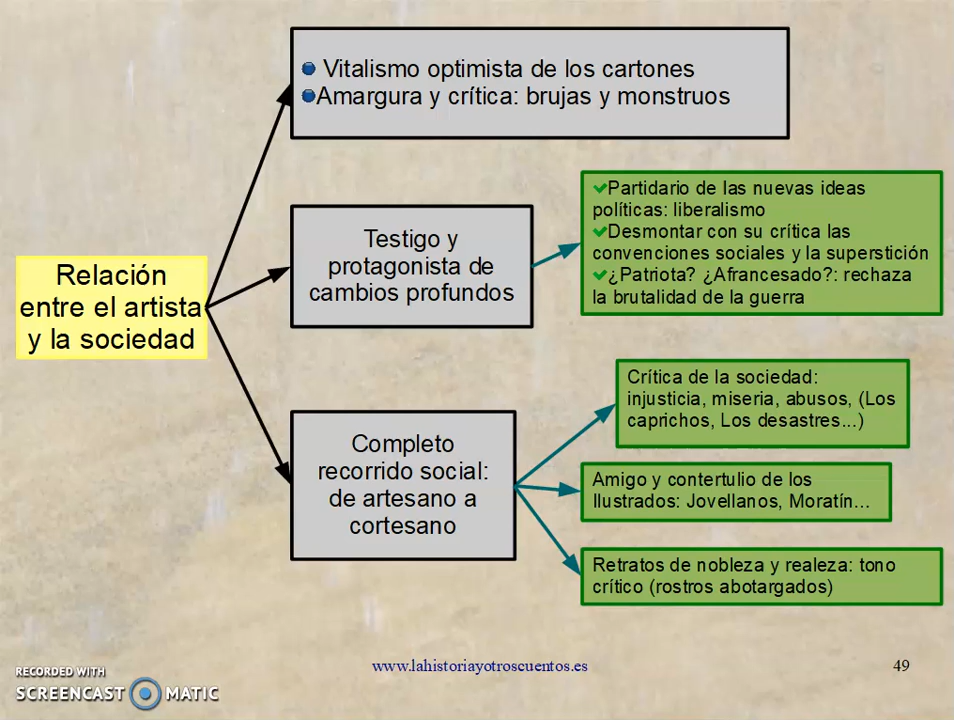 Vitalismo optimista de los cartones
Amargura y crítica: brujas y monstruos
Relación
entre el artista
y la sociedad
Testigo y
protagonista de
cambios profundos
Partidario de las nuevas ideas
políticas: liberalismo
Desmontar con su crítica las
convenciones sociales y la superstición
¿Patriota? ¿Afrancesado?: rechaza
la brutalidad de la guerra
Completo
recorrido social:
de artesano a
cortesano
Crítica de la sociedad:
injusticia, miseria, abusos, (Los
caprichos, Los desastres...)
Amigo y contertulio de los
Ilustrados: Jovellanos, Moratín...
Retratos de nobleza y realeza: tono
crítico (rostros abotargados)
www.lahistoriayotroscuentos.es
49
RECORDED WITH
SCREENCAST MATIC